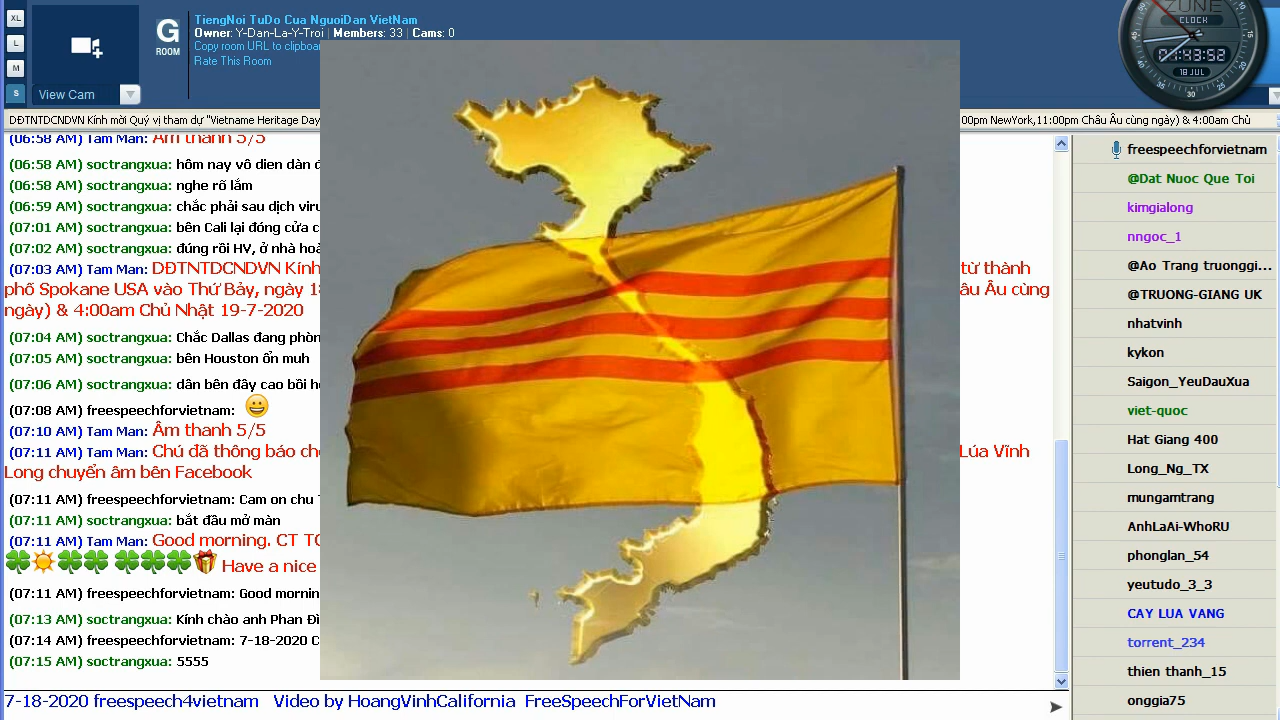 XL
L
M
S
View Cam
G
ROOM
TiengNoi TuDo Cua NguoiDan VietNam
Owner: Y-Dan-La-Y-Troi | Members: 33 | Cams: 0
Copy room URL to clipboar
Rate This Room
ZUNE
CLOCK
18 JUL
DĐTNTDCNDVN Kính mời Quý vị tham dự "Vietname Heritage Day
00pm NewYork,11:00pm Châu Âu cùng ngày) & 4:00am Chủ
(06:58 AM) Tam Man: Âm thanh 5/5
(06:58 AM) soctrangxua: hôm nay vô dien dàn
(06:58 AM) soctrangxua: nghe rõ lắm
(06:59 AM) soctrangxua: chắc phải sau dịch viru
(07:01 AM) soctrangxua: bên Cali lại đóng cửa c
(07:02 AM) soctrangxua: đúng rồi HV, ở nhà hoà
(07:03 AM) Tam Man: DĐTNTDCNDVN Kính
từ thành
phố Spokane USA vào Thứ Bảy, ngày 1
âu Âu cùng
ngày) & 4:00am Chủ Nhật 19-7-2020
(07:04 AM) soctrangxua: Chắc Dallas đang phòn
(07:05 AM) soctrangxua: bên Houston ổn muh
(07:06 AM) soctrangxua: dân bên đây cao bồi h
(07:08 AM) freespeechforvietnam:
(07:10 AM) Tam Man: Âm thanh 5/5
(07:11 AM) Tam Man: Chú đã thông báo ch
Lúa Vĩnh
Long chuyển âm bên Facebook
(07:11 AM) freespeechforvietnam: Cam on chu
(07:11 AM) soctrangxua: bắt đầu mở màn
(07:11 AM) Tam Man: Good morning. CT TC
Have a nice
(07:11 AM) freespeechforvietnam: Good mornin
(07:13 AM) soctrangxua: Kính chào anh Phan Đì
(07:14 AM) freespeechforvietnam: 7-18-2020 C
(07:15 AM) soctrangxua: 5555
7-18-2020 freespeech4vietnam Video by HoangVinhCalifornia FreeSpeechForVietNam
freespeechforvietnam
@Dat Nuoc Que Toi
kimgialong
nngoc_1
@Ao Trang truonggi...
@TRUONG-GIANG UK
nhatvinh
kykon
Saigon_YeuDauXua
viet-quoc
Hat Giang 400
Long_Ng_TX
mungamtrang
AnhLaAi-WhoRU
phonglan_54
yeutudo_3_3
CAY LUA VANG
torrent_234
thien thanh_15
onggia75